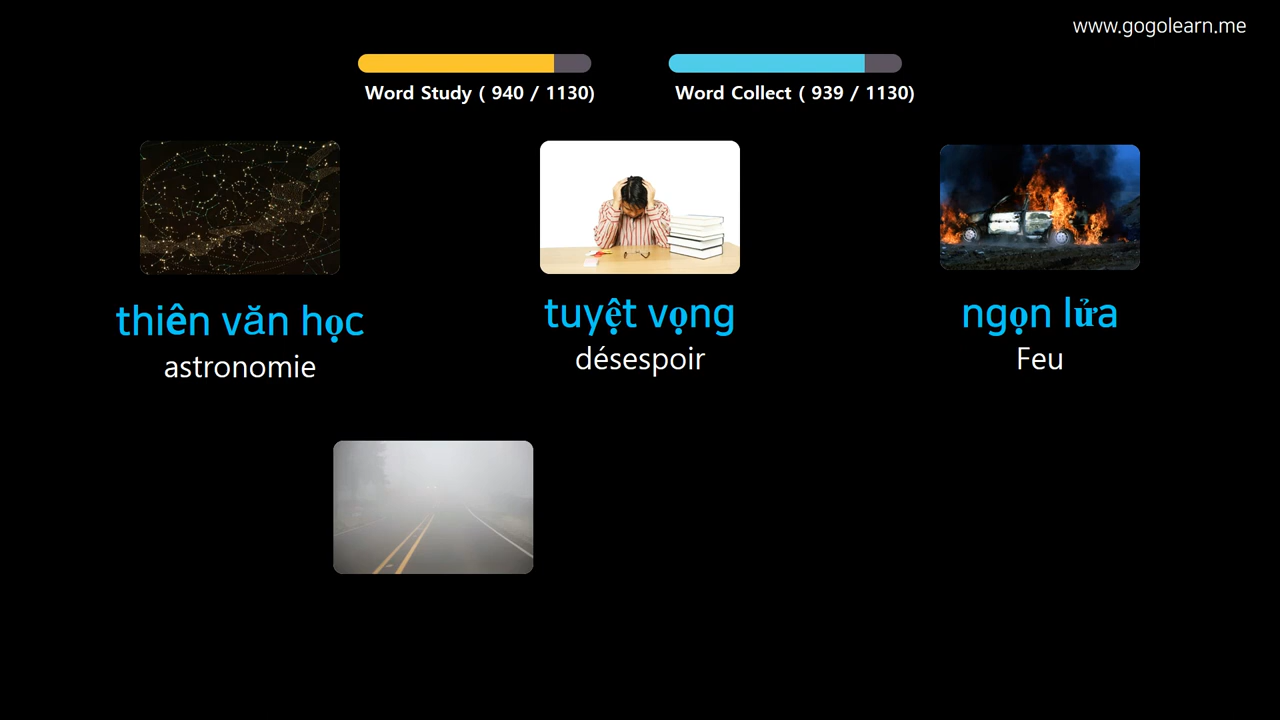 www.gogolearn.me
Word Study ( 940 / 1130)
Word Collect ( 939 / 1130)
thiên văn học
astronomie
tuyệt vọng
désespoir
ngọn lửa
Feu